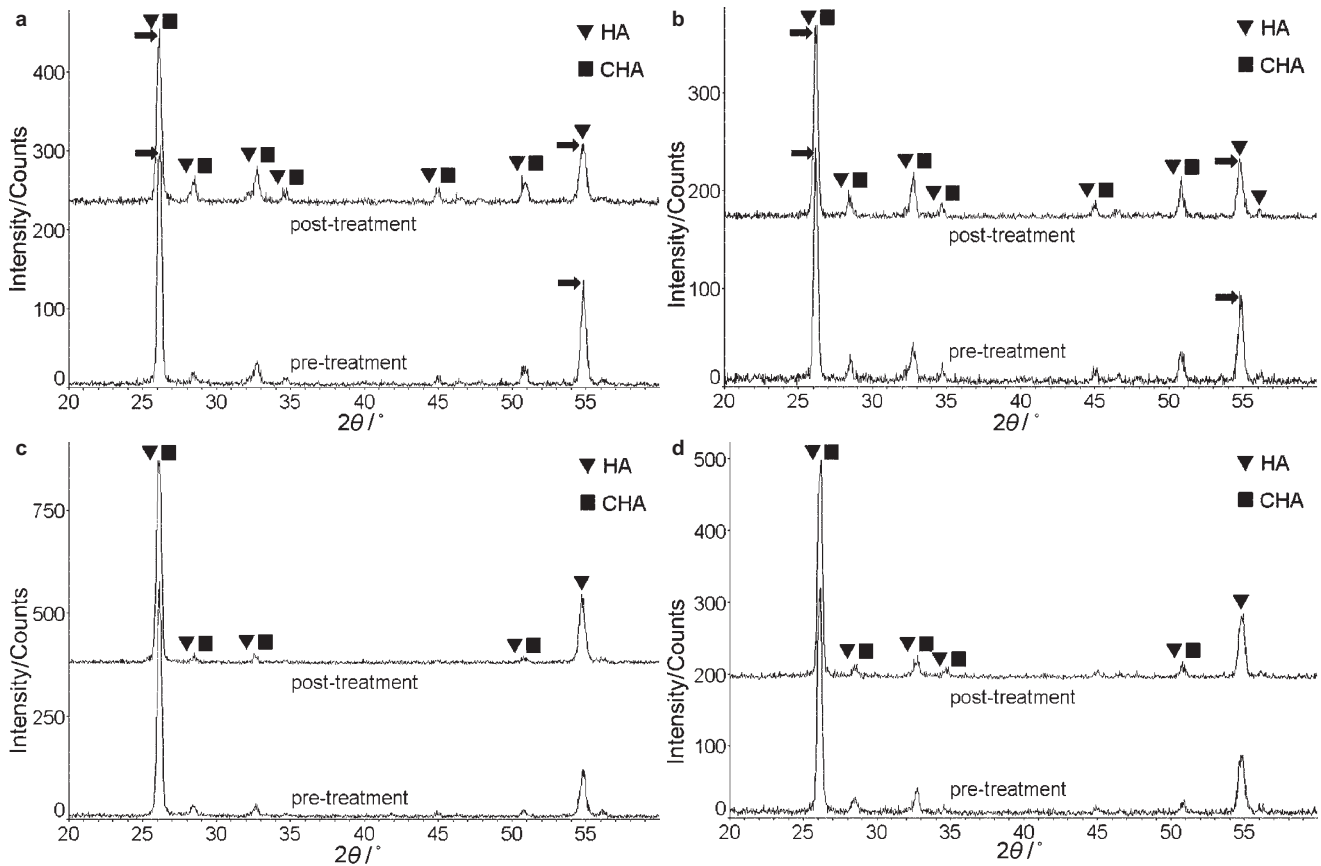 a
▼ HA
■ CHA
400
300
200
100
0
Intensity/Counts
post-treatment
pre-treatment
20 25 30 35 40 45 50 55
2θ/°
b
▼ HA
■ CHA
300
200
100
0
Intensity/Counts
post-treatment
pre-treatment
20 25 30 35 40 45 50 55
2θ/°
c
▼ HA
■ CHA
750
500
250
0
Intensity/Counts
post-treatment
pre-treatment
20 25 30 35 40 45 50 55
2θ/°
d
▼ HA
■ CHA
500
400
300
200
100
0
Intensity/Counts
post-treatment
pre-treatment
20 25 30 35 40 45 50 55
2θ/°